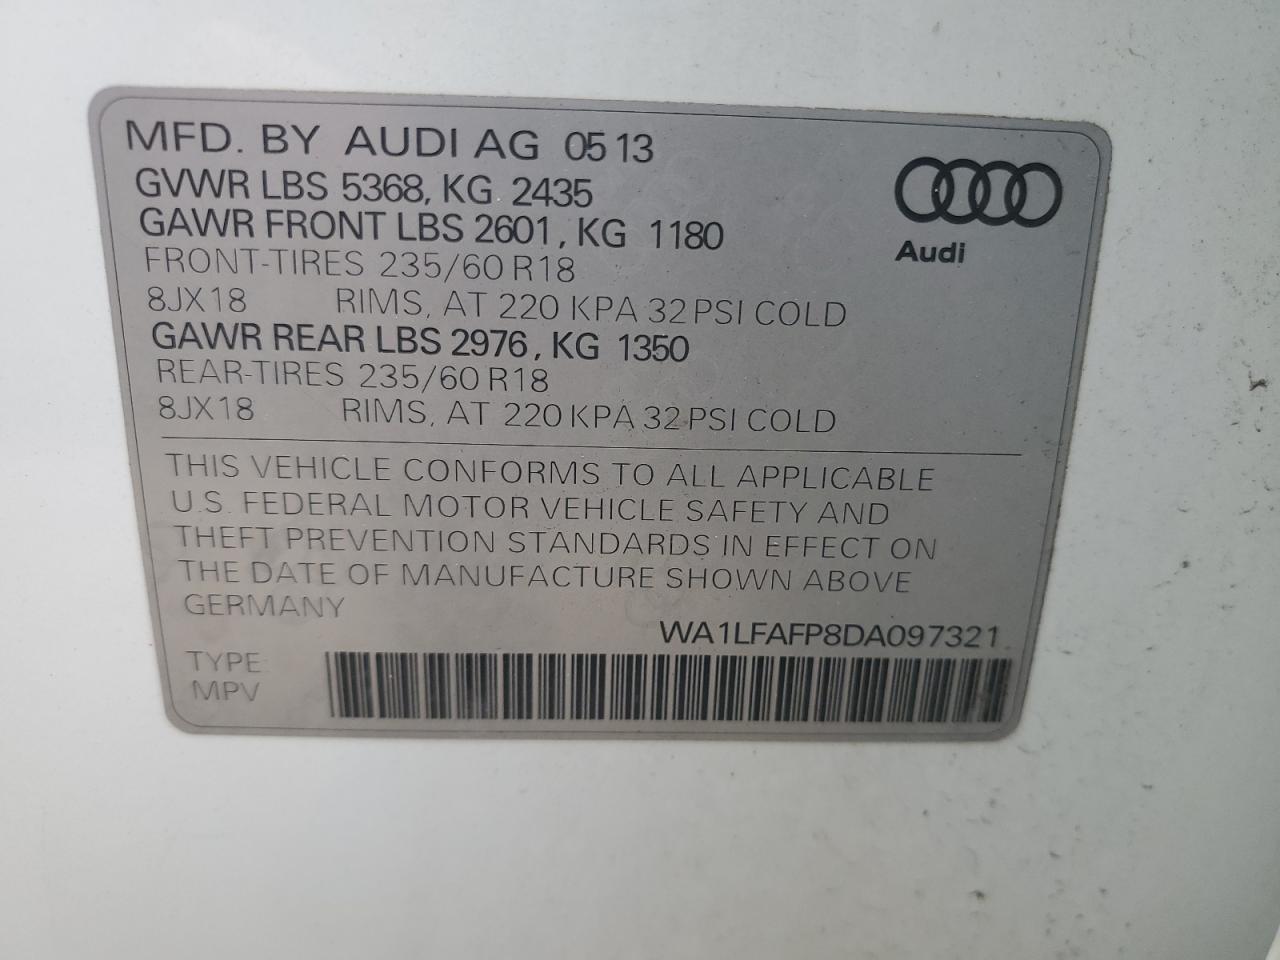 MFD. BY AUDI AG 05 13
GVWR LBS 5368, KG 2435
GAWR FRONT LBS 2601, KG 1180
FRONT-TIRES 235/60 R18
8JX18 RIMS, AT 220 KPA 32 PSI COLD
GAWR REAR LBS 2976, KG 1350
REAR-TIRES 235/60 R18
8JX18 RIMS, AT 220 KPA 32 PSI COLD
Audi
THIS VEHICLE CONFORMS TO ALL APPLICABLE
U.S. FEDERAL MOTOR VEHICLE SAFETY AND
THEFT PREVENTION STANDARDS IN EFFECT ON
THE DATE OF MANUFACTURE SHOWN ABOVE
GERMANY
WA1LFAFP8DA097321
TYPE:
MPV